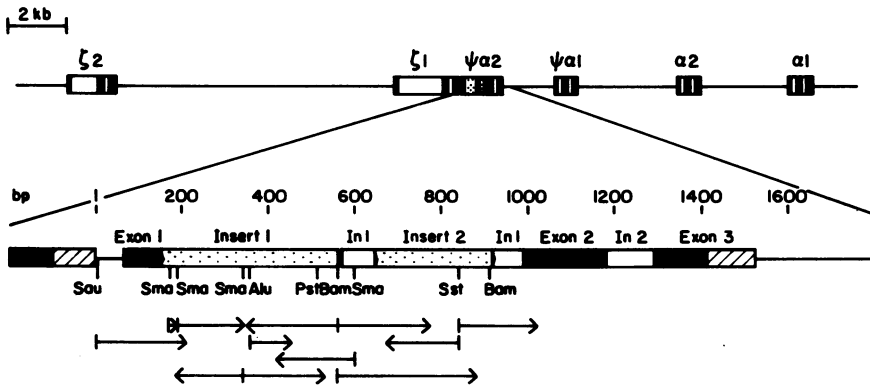 2 kb
ζ2 ζ1 ψα2 ψα1 α2 α1
bp 1 200 400 600 800 1000 1200 1400 1600
Exon 1 Insert 1 In 1 Insert 2 In 1 Exon 2 In 2 Exon 3
Sau Sma Sma Sma Alu Pst Bam Sma Sst Bam